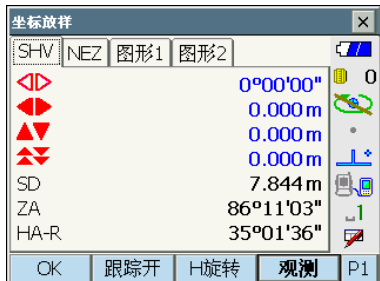 坐标放样
SHV NEZ 图形1 图形2
0°00'00"
0.000 m
0.000 m
0.000 m
SD 7.844 m
ZA 86°11'03"
HA-R 35°01'36"
0
1
OK 跟踪开 H旋转 观测 P1